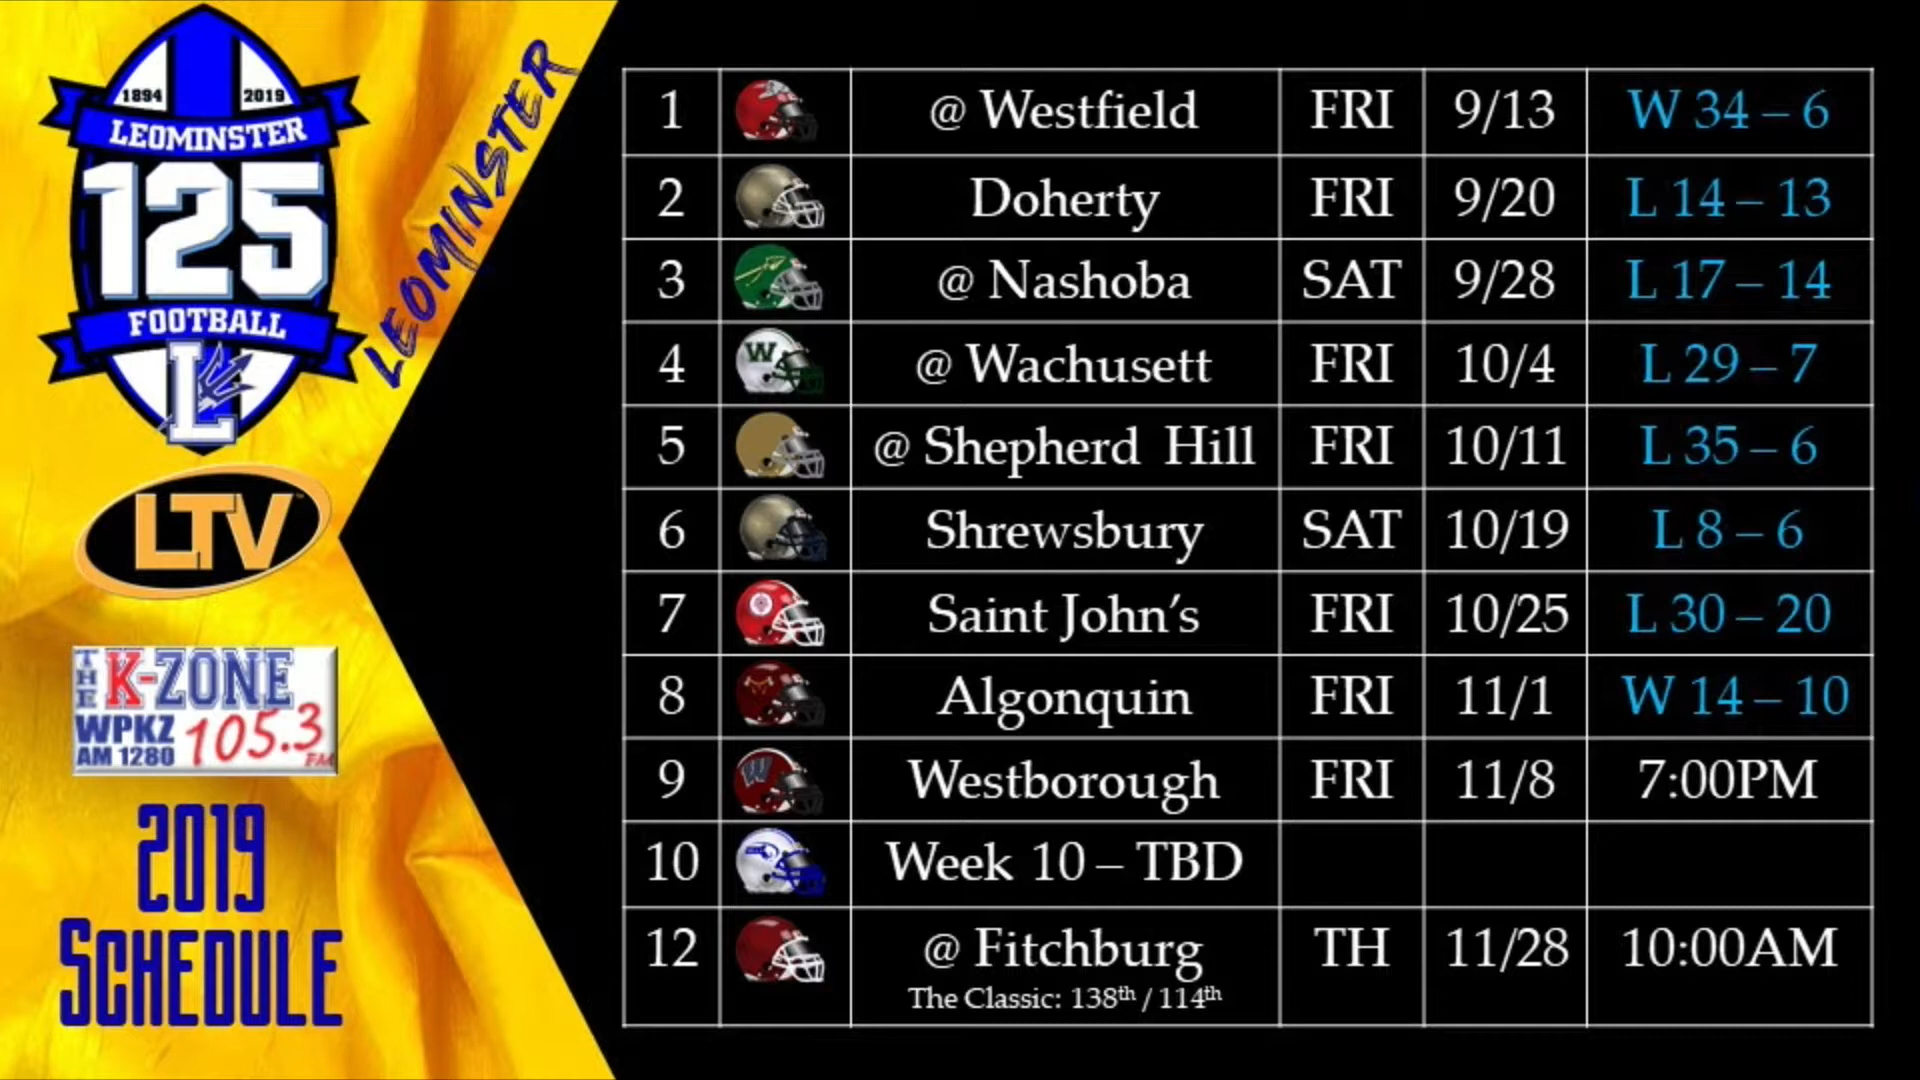 1894 2019
LEOMINSTER
125
FOOTBALL
L
LEOMINSTER
LTV
THE K-ZONE
WPKZ 105.3
AM 1280 FM
2019
SCHEDULE
1 @ Westfield FRI 9/13 W 34 – 6
2 Doherty FRI 9/20 L 14 – 13
3 @ Nashoba SAT 9/28 L 17 – 14
4 W @ Wachusett FRI 10/4 L 29 – 7
5 @ Shepherd Hill FRI 10/11 L 35 – 6
6 Shrewsbury SAT 10/19 L 8 – 6
7 Saint John’s FRI 10/25 L 30 – 20
8 Algonquin FRI 11/1 W 14 – 10
9 W Westborough FRI 11/8 7:00PM
10 Week 10 – TBD
12 @ Fitchburg TH 11/28 10:00AM
The Classic: 138th / 114th